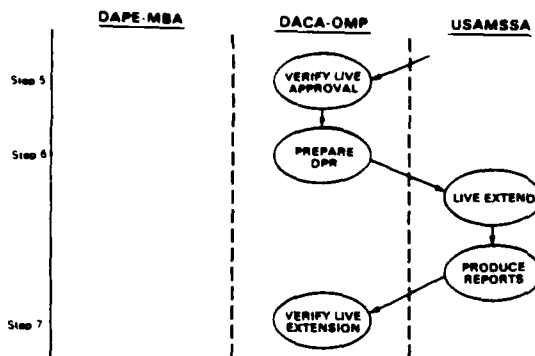 DAPE-MBA DACA-OMP USAMSSA
Step 5
VERIFY LIVE
APPROVAL
Step 6
PREPARE
DPR
LIVE EXTEND
PRODUCE
REPORTS
Step 7
VERIFY LIVE
EXTENSION